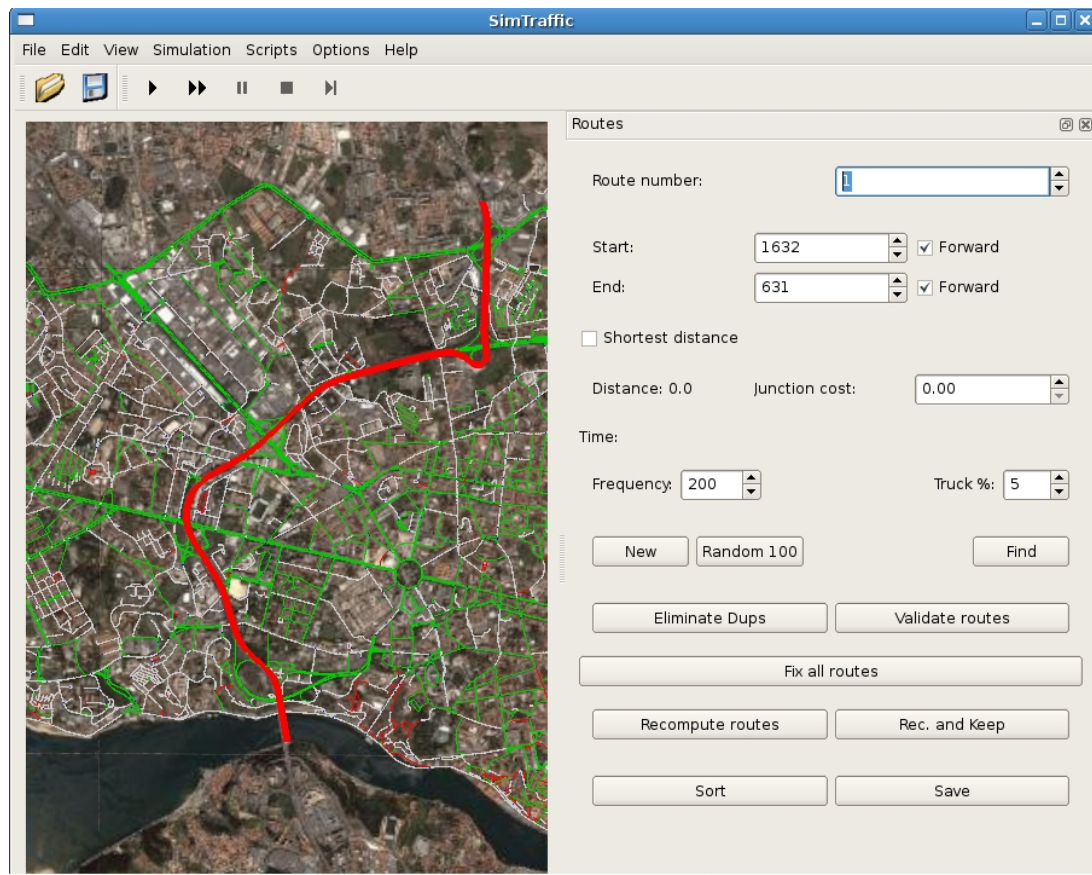 SimTraffic
File Edit View Simulation Scripts Options Help
Routes
Route number: 1
Start: 1632 Forward
End: 631 Forward
Shortest distance
Distance: 0.0 Junction cost: 0.00
Time:
Frequency: 200 Truck %: 5
New Random 100 Find
Eliminate Dups Validate routes
Fix all routes
Recompute routes Rec. and Keep
Sort Save